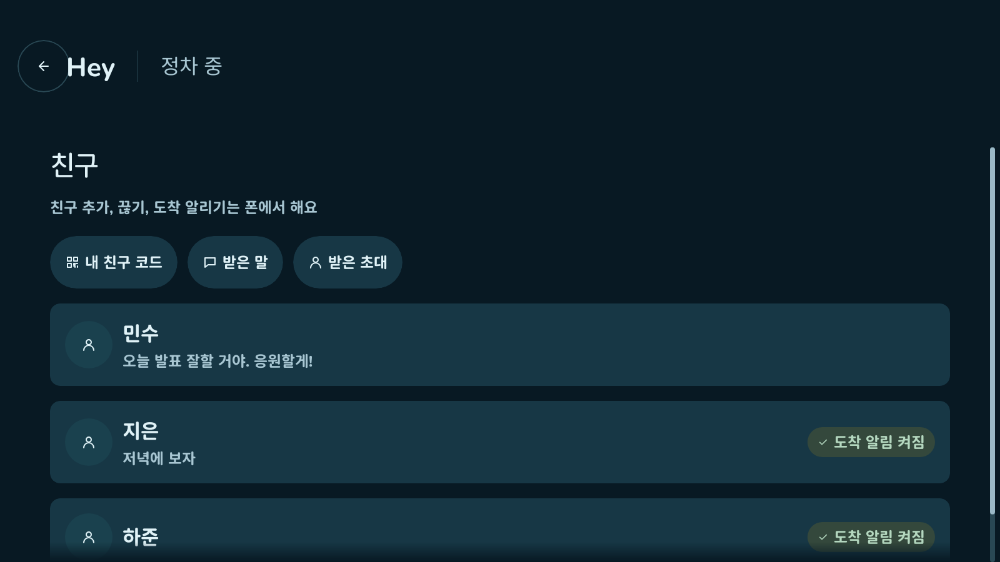 Hey
정차 중
친구
친구 추가, 끊기, 도착 알리기는 폰에서 해요
내 친구 코드
받은 말
받은 초대
민수
오늘 발표 잘할 거야. 응원할게!
지은
저녁에 보자
도착 알림 켜짐
하준
도착 알림 켜짐